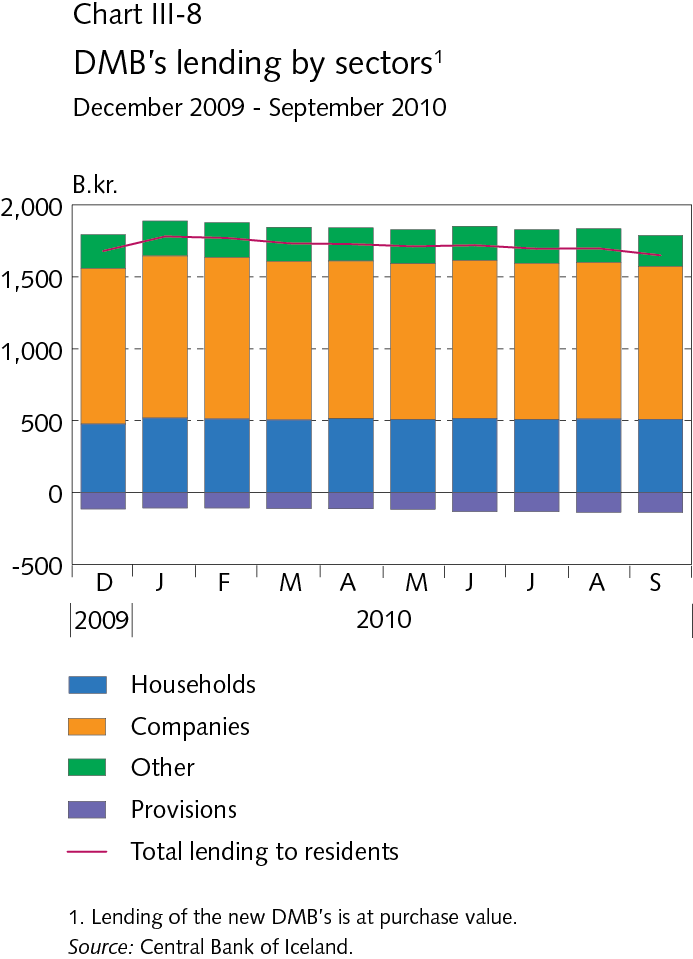 Chart III-8
DMB's lending by sectors¹
December 2009 - September 2010
B.kr.
2,000
1,500
1,000
500
0
-500
D J F M A M J J A S
2009 2010
Households
Companies
Other
Provisions
Total lending to residents
1. Lending of the new DMB's is at purchase value.
Source: Central Bank of Iceland.